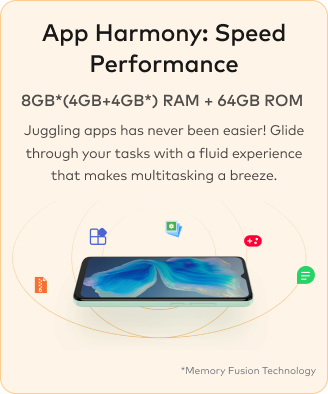 App Harmony: Speed
Performance
8GB*(4GB+4GB*) RAM + 64GB ROM
Juggling apps has never been easier! Glide
through your tasks with a fluid experience
that makes multitasking a breeze.
*Memory Fusion Technology